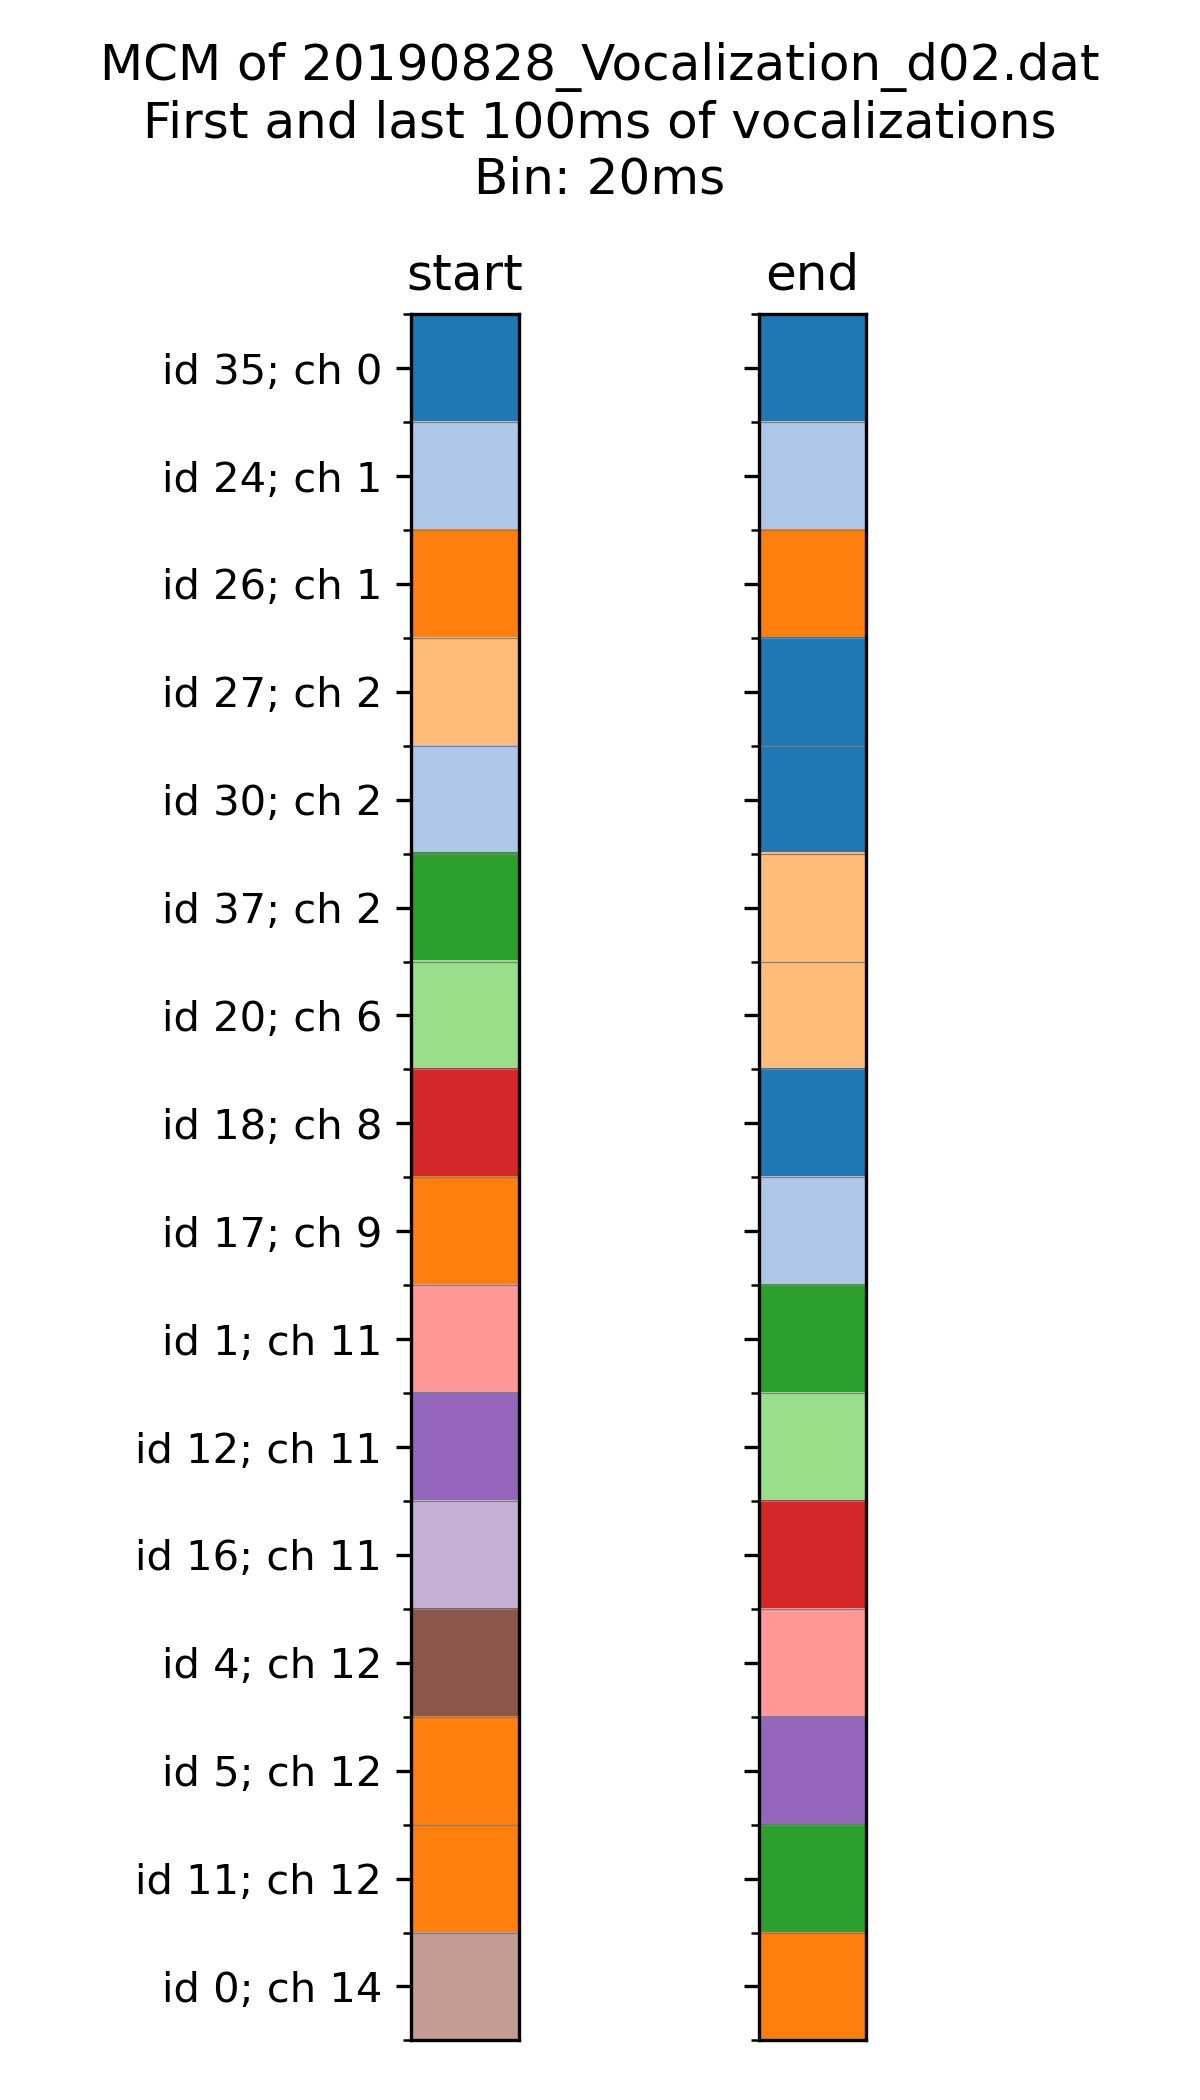 MCM of 20190828_Vocalization_d02.dat
First and last 100ms of vocalizations
Bin: 20ms
start end
id 35; ch 0
id 24; ch 1
id 26; ch 1
id 27; ch 2
id 30; ch 2
id 37; ch 2
id 20; ch 6
id 18; ch 8
id 17; ch 9
id 1; ch 11
id 12; ch 11
id 16; ch 11
id 4; ch 12
id 5; ch 12
id 11; ch 12
id 0; ch 14